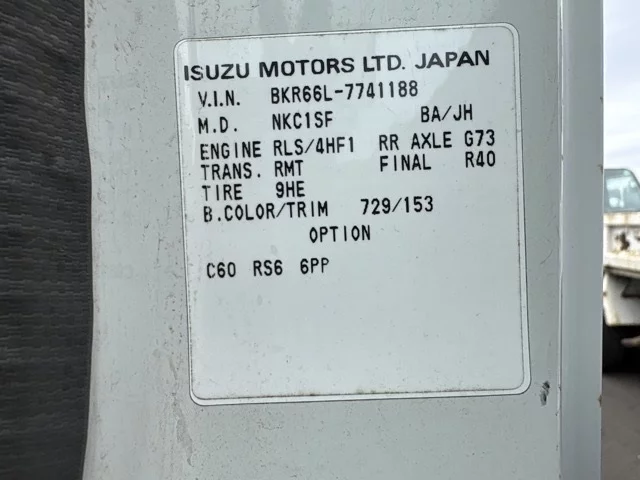 ISUZU MOTORS LTD. JAPAN
V.I.N. BKR66L-7741188
M.D. NKC1SF BA/JH
ENGINE RLS/4HF1 RR AXLE G73
TRANS. RMT FINAL R40
TIRE 9HE
B.COLOR/TRIM 729/153
OPTION
C60 RS6 6PP